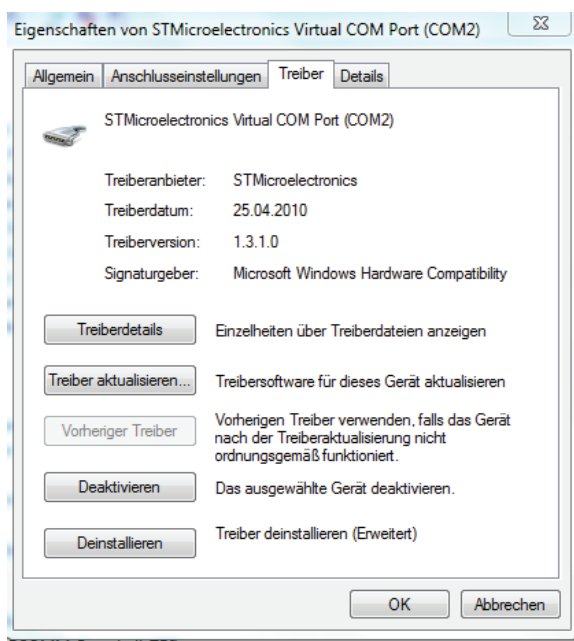 Eigenschaften von STMicroelectronics Virtual COM Port (COM2)
Allgemein Anschlusseinstellungen Treiber Details
STMicroelectronics Virtual COM Port (COM2)
Treiberanbieter: STMicroelectronics
Treiberdatum: 25.04.2010
Treiberversion: 1.3.1.0
Signaturgeber: Microsoft Windows Hardware Compatibility
Treiberdetails Einzelheiten über Treiberdateien anzeigen
Treiber aktualisieren... Treibersoftware für dieses Gerät aktualisieren
Vorheriger Treiber Vorherigen Treiber verwenden, falls das Gerät
nach der Treiberaktualisierung nicht
ordnungsgemäß funktioniert.
Deaktivieren Das ausgewählte Gerät deaktivieren.
Deinstallieren Treiber deinstallieren (Erweitert)
OK Abbrechen